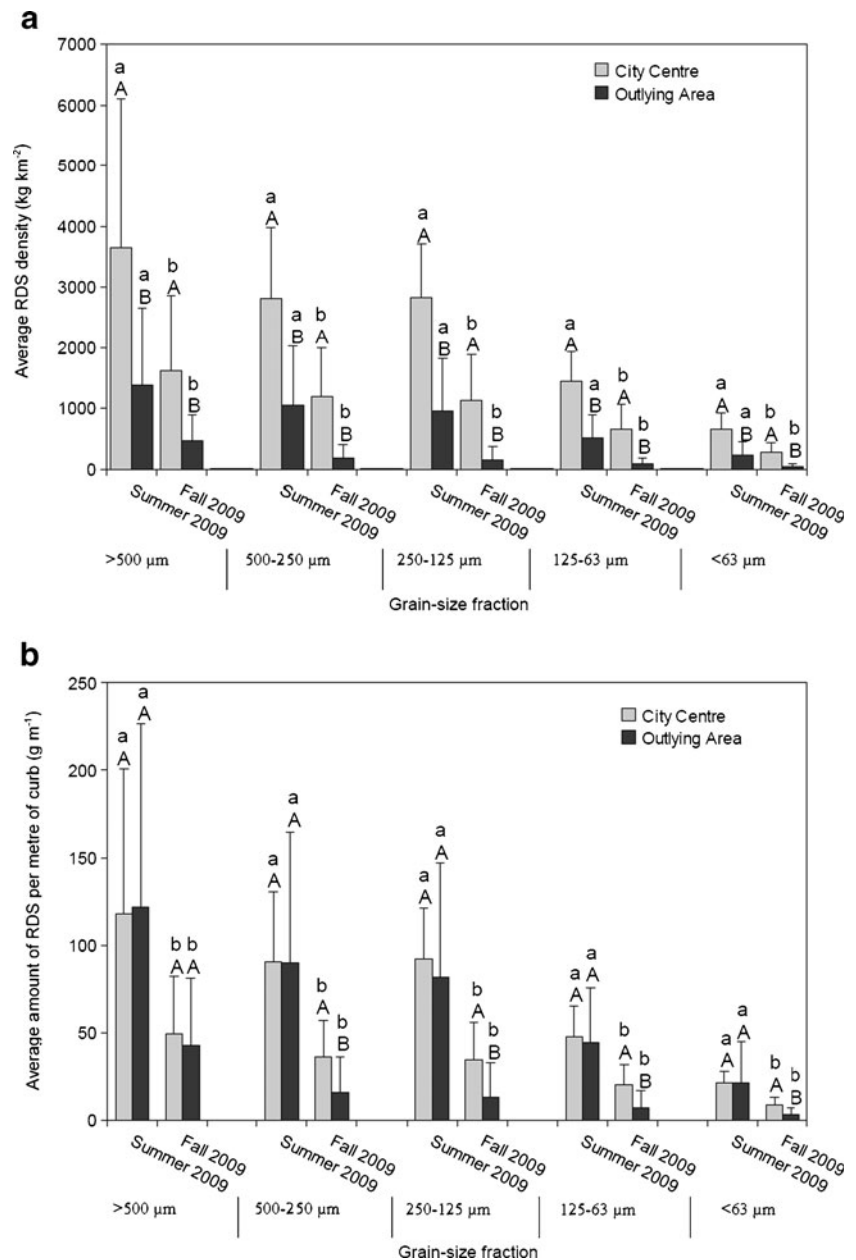 a
7000
6000
5000
4000
3000
2000
1000
0
Average RDS density (kg km⁻²)
City Centre
Outlying Area
a a b b
A B A B
a a b b
A B A B
a a b b
A B A B
a a b b
A B A B
a a b b
A B A B
Summer 2009 Fall 2009 Summer 2009 Fall 2009 Summer 2009 Fall 2009 Summer 2009 Fall 2009 Summer 2009 Fall 2009
>500 µm 500-250 µm 250-125 µm 125-63 µm <63 µm
Grain-size fraction
b
250
200
150
100
50
0
Average amount of RDS per metre of curb (g m⁻¹)
City Centre
Outlying Area
a a b b
A A A A
a a b b
A A A B
a a b b
A A A B
a a b b
A A A B
a a b b
A A A B
Summer 2009 Fall 2009 Summer 2009 Fall 2009 Summer 2009 Fall 2009 Summer 2009 Fall 2009 Summer 2009 Fall 2009
>500 µm 500-250 µm 250-125 µm 125-63 µm <63 µm
Grain-size fraction